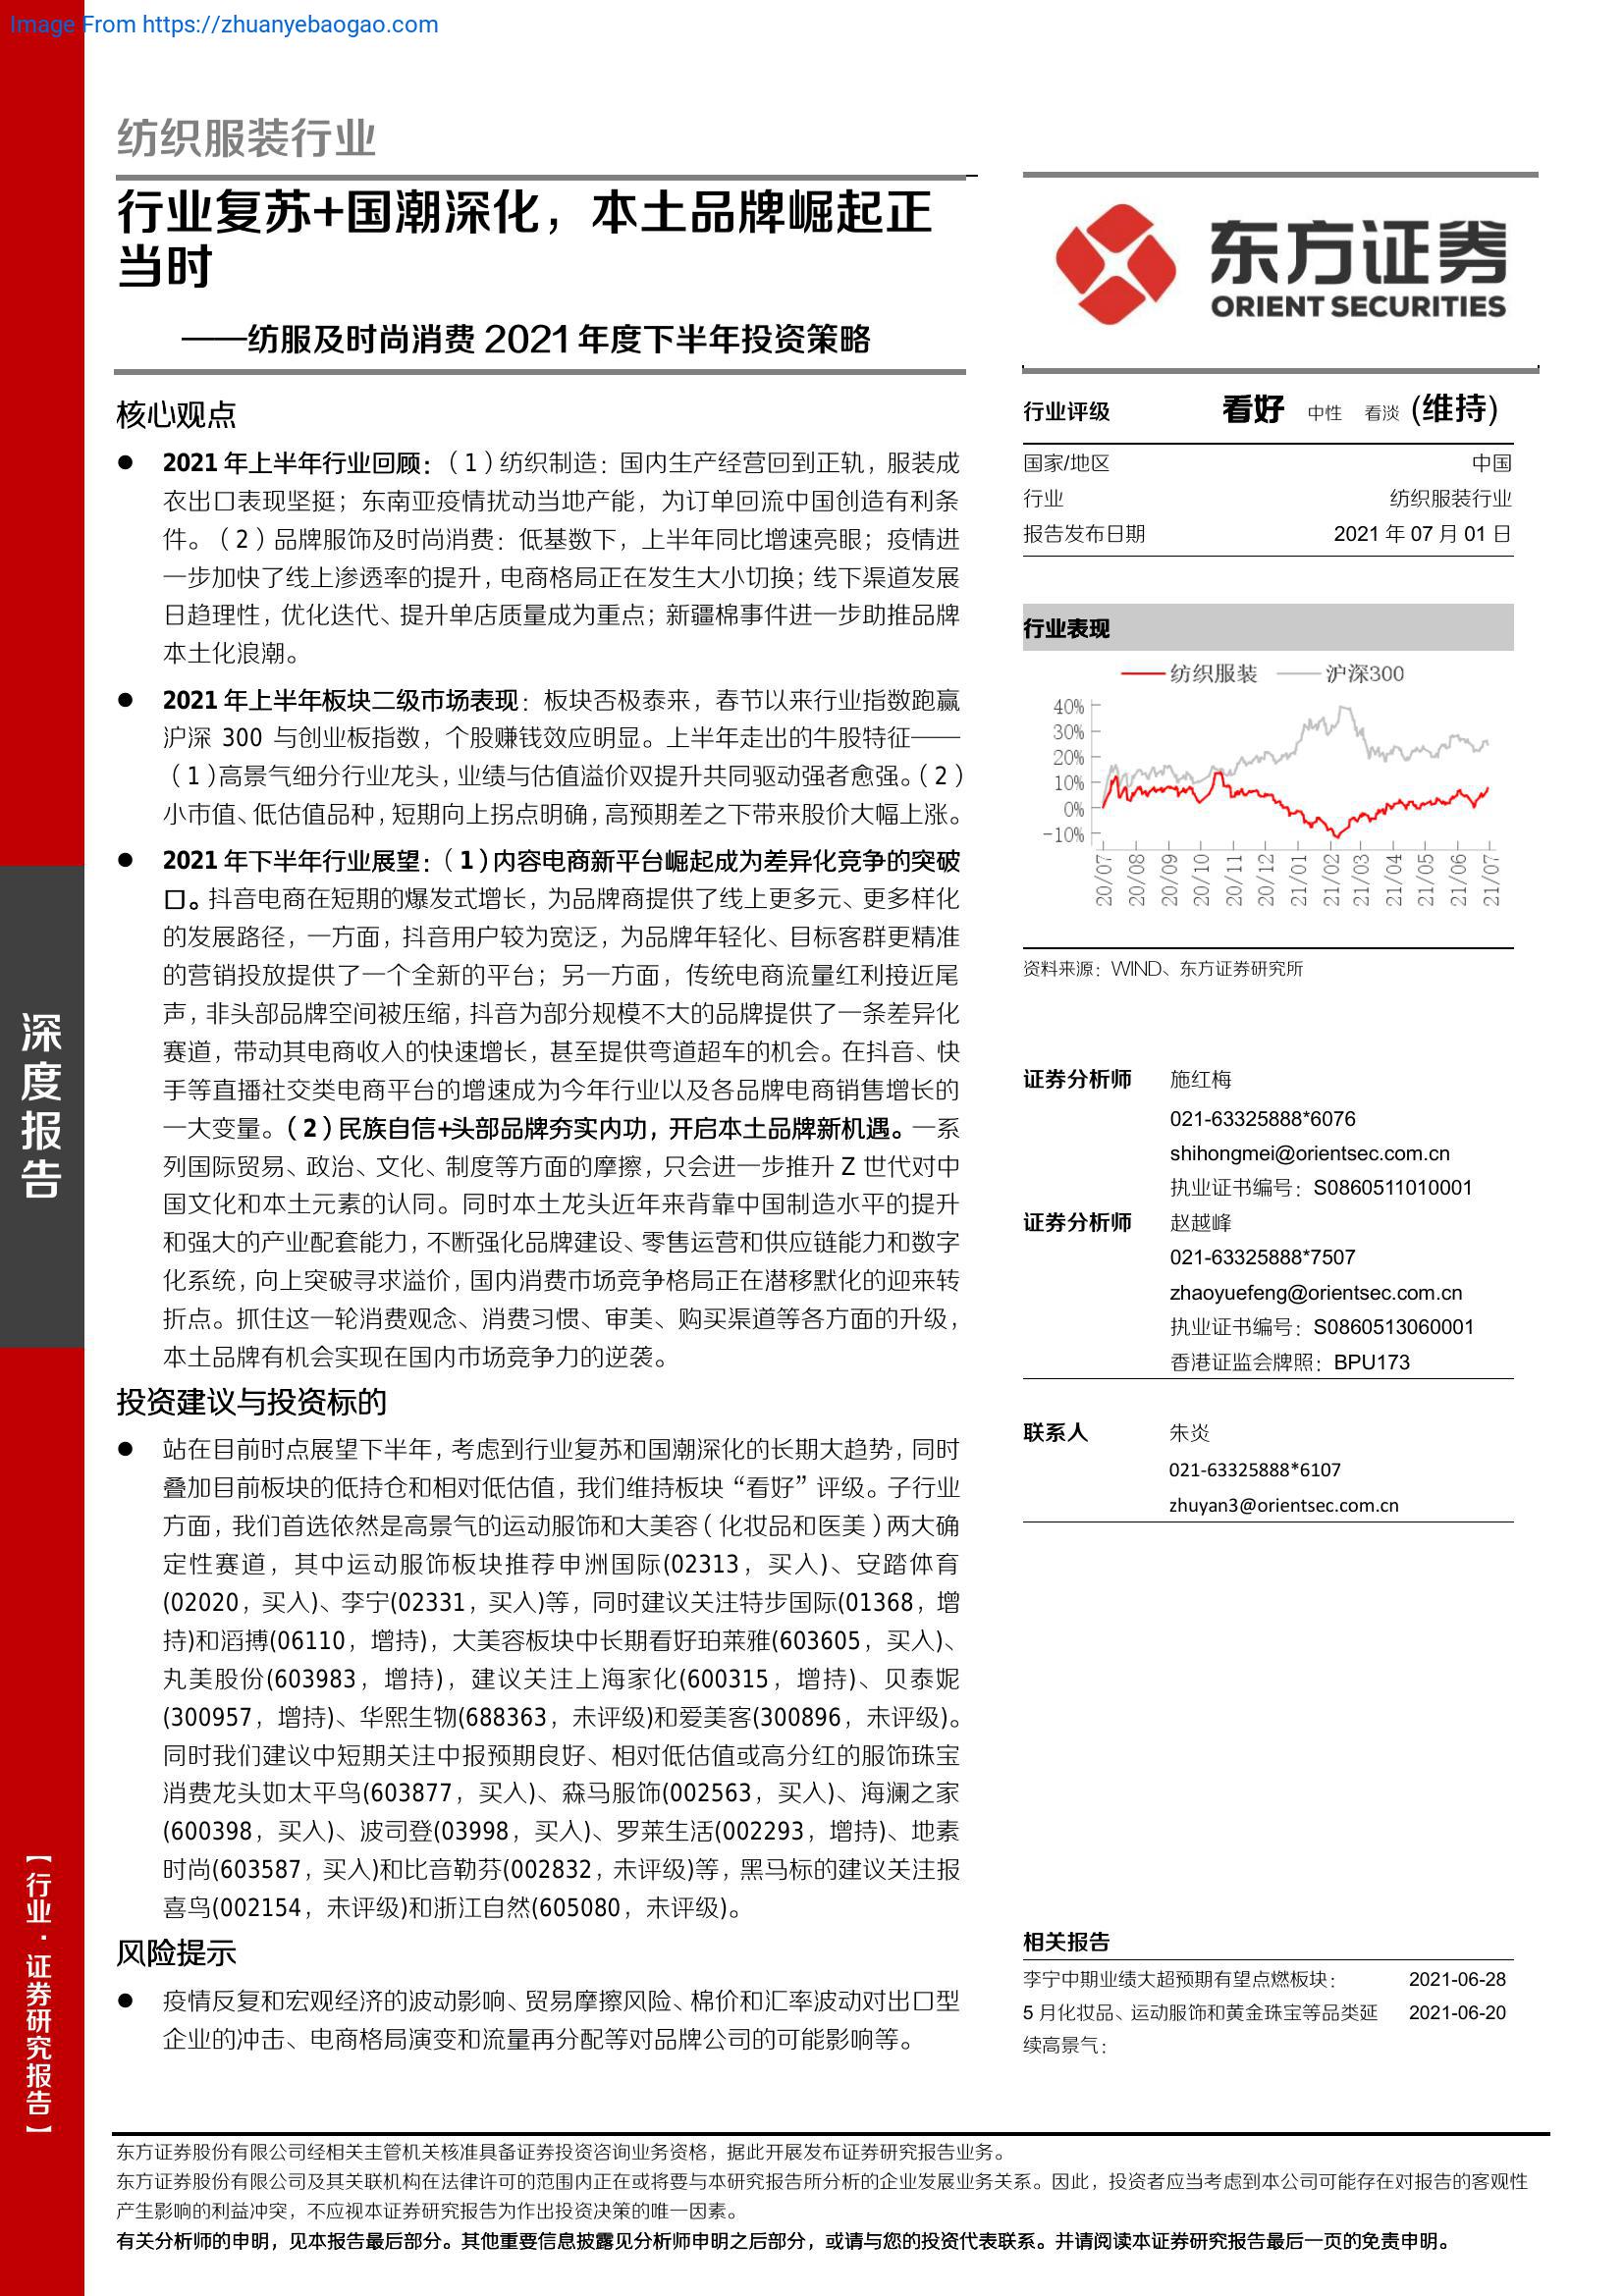 Image From https://zhuanyebaogao.com
纺织服装行业
行业复苏+国潮深化，本土品牌崛起正
当时
——纺服及时尚消费 2021 年度下半年投资策略
核心观点
● 2021 年上半年行业回顾：（1）纺织制造：国内生产经营回到正轨，服装成
衣出口表现坚挺；东南亚疫情扰动当地产能，为订单回流中国创造有利条
件。（2）品牌服饰及时尚消费：低基数下，上半年同比增速亮眼；疫情进
一步加快了线上渗透率的提升，电商格局正在发生大小切换；线下渠道发展
日趋理性，优化迭代、提升单店质量成为重点；新疆棉事件进一步助推品牌
本土化浪潮。
● 2021 年上半年板块二级市场表现：板块否极泰来，春节以来行业指数跑赢
沪深 300 与创业板指数，个股赚钱效应明显。上半年走出的牛股特征——
（1）高景气细分行业龙头，业绩与估值溢价双提升共同驱动强者愈强。（2）
小市值、低估值品种，短期向上拐点明确，高预期差之下带来股价大幅上涨。
● 2021 年下半年行业展望：（1）内容电商新平台崛起成为差异化竞争的突破
口。抖音电商在短期的爆发式增长，为品牌商提供了线上更多元、更多样化
的发展路径，一方面，抖音用户较为宽泛，为品牌年轻化、目标客群更精准
的营销投放提供了一个全新的平台；另一方面，传统电商流量红利接近尾
声，非头部品牌空间被压缩，抖音为部分规模不大的品牌提供了一条差异化
赛道，带动其电商收入的快速增长，甚至提供弯道超车的机会。在抖音、快
手等直播社交类电商平台的增速成为今年行业以及各品牌电商销售增长的
一大变量。（2）民族自信+头部品牌夯实内功，开启本土品牌新机遇。一系
列国际贸易、政治、文化、制度等方面的摩擦，只会进一步推升 Z 世代对中
国文化和本土元素的认同。同时本土龙头近年来背靠中国制造水平的提升
和强大的产业配套能力，不断强化品牌建设、零售运营和供应链能力和数字
化系统，向上突破寻求溢价，国内消费市场竞争格局正在潜移默化的迎来转
折点。抓住这一轮消费观念、消费习惯、审美、购买渠道等各方面的升级，
本土品牌有机会实现在国内市场竞争力的逆袭。
投资建议与投资标的
● 站在目前时点展望下半年，考虑到行业复苏和国潮深化的长期大趋势，同时
叠加目前板块的低持仓和相对低估值，我们维持板块“看好”评级。子行业
方面，我们首选依然是高景气的运动服饰和大美容（化妆品和医美）两大确
定性赛道，其中运动服饰板块推荐申洲国际(02313，买入)、安踏体育
(02020，买入)、李宁(02331，买入)等，同时建议关注特步国际(01368，增
持)和滔搏(06110，增持)，大美容板块中长期看好珀莱雅(603605，买入)、
丸美股份(603983，增持)，建议关注上海家化(600315，增持)、贝泰妮
(300957，增持)、华熙生物(688363，未评级)和爱美客(300896，未评级)。
同时我们建议中短期关注中报预期良好、相对低估值或高分红的服饰珠宝
消费龙头如太平鸟(603877，买入)、森马服饰(002563，买入)、海澜之家
(600398，买入)、波司登(03998，买入)、罗莱生活(002293，增持)、地素
时尚(603587，买入)和比音勒芬(002832，未评级)等，黑马标的建议关注报
喜鸟(002154，未评级)和浙江自然(605080，未评级)。
风险提示
● 疫情反复和宏观经济的波动影响、贸易摩擦风险、棉价和汇率波动对出口型
企业的冲击、电商格局演变和流量再分配等对品牌公司的可能影响等。
东方证券
ORIENT SECURITIES
行业评级 看好 中性 看淡 (维持)
国家/地区 中国
行业 纺织服装行业
报告发布日期 2021 年 07 月 01 日
行业表现
纺织服装 沪深300
40%
30%
20%
10%
0%
-10%
20/07 20/08 20/09 20/10 20/11 20/12 21/01 21/02 21/03 21/04 21/05 21/06 21/07
资料来源：WIND、东方证券研究所
证券分析师 施红梅
021-63325888*6076
shihongmei@orientsec.com.cn
执业证书编号：S0860511010001
证券分析师 赵越峰
021-63325888*7507
zhaoyuefeng@orientsec.com.cn
执业证书编号：S0860513060001
香港证监会牌照：BPU173
联系人 朱炎
021-63325888*6107
zhuyan3@orientsec.com.cn
相关报告
李宁中期业绩大超预期有望点燃板块： 2021-06-28
5 月化妆品、运动服饰和黄金珠宝等品类延 2021-06-20
续高景气：
深度报告
【行业·证券研究报告】
东方证券股份有限公司经相关主管机关核准具备证券投资咨询业务资格，据此开展发布证券研究报告业务。
东方证券股份有限公司及其关联机构在法律许可的范围内正在或将要与本研究报告所分析的企业发展业务关系。因此，投资者应当考虑到本公司可能存在对报告的客观性
产生影响的利益冲突，不应视本证券研究报告为作出投资决策的唯一因素。
有关分析师的申明，见本报告最后部分。其他重要信息披露见分析师申明之后部分，或请与您的投资代表联系。并请阅读本证券研究报告最后一页的免责申明。